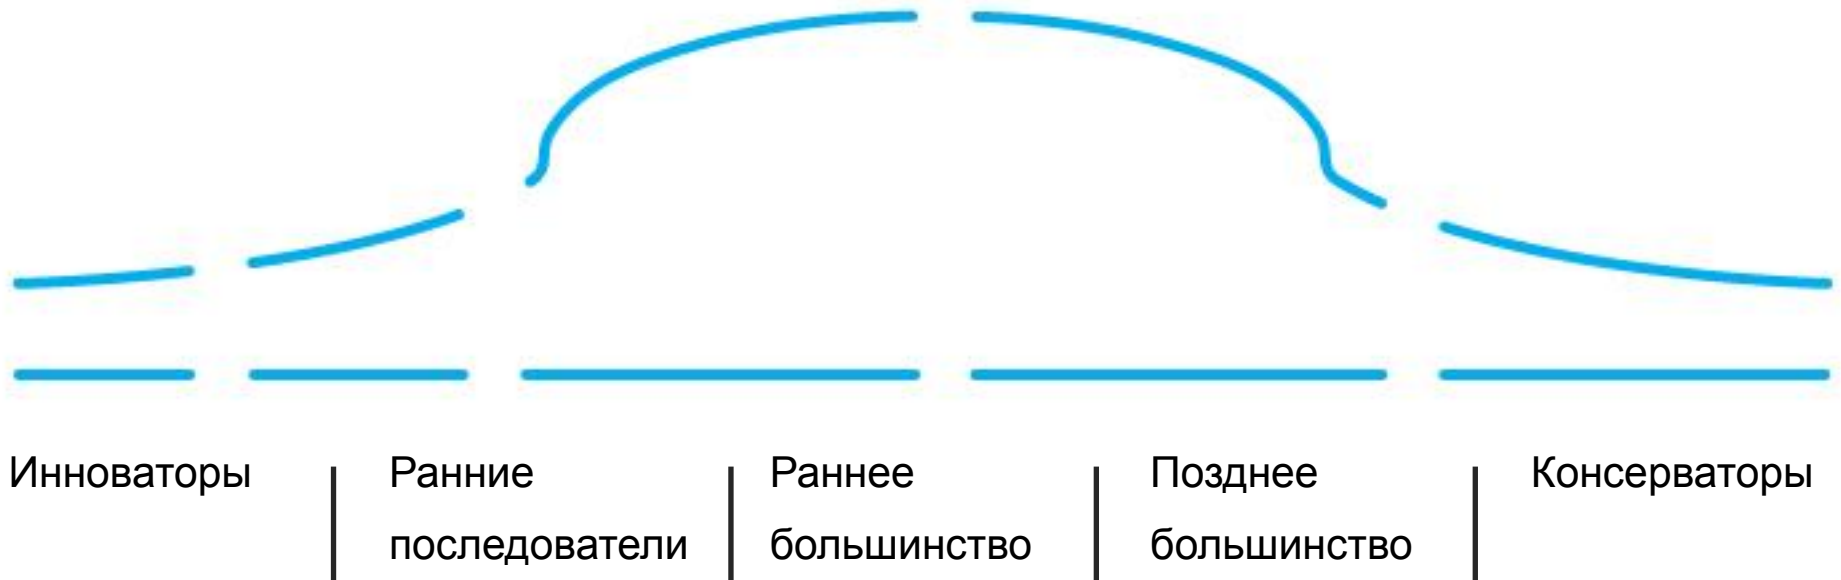 Инноваторы
Ранние
последователи
Раннее
большинство
Позднее
большинство
Консерваторы